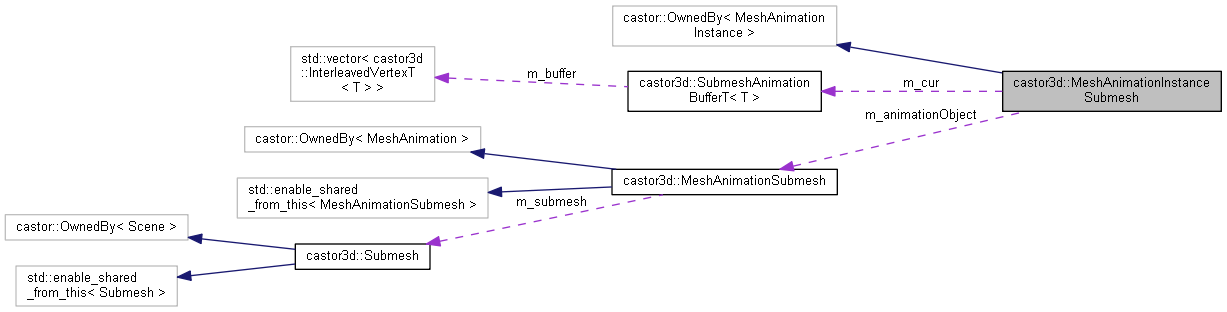 castor::OwnedBy< MeshAnimation
Instance >
std::vector< castor3d
::InterleavedVertexT
< T > >
m_buffer
castor3d::SubmeshAnimation
BufferT< T >
m_cur
castor3d::MeshAnimationInstance
Submesh
m_animationObject
castor::OwnedBy< MeshAnimation >
castor3d::MeshAnimationSubmesh
std::enable_shared
_from_this< MeshAnimationSubmesh >
m_submesh
castor::OwnedBy< Scene >
castor3d::Submesh
std::enable_shared
_from_this< Submesh >